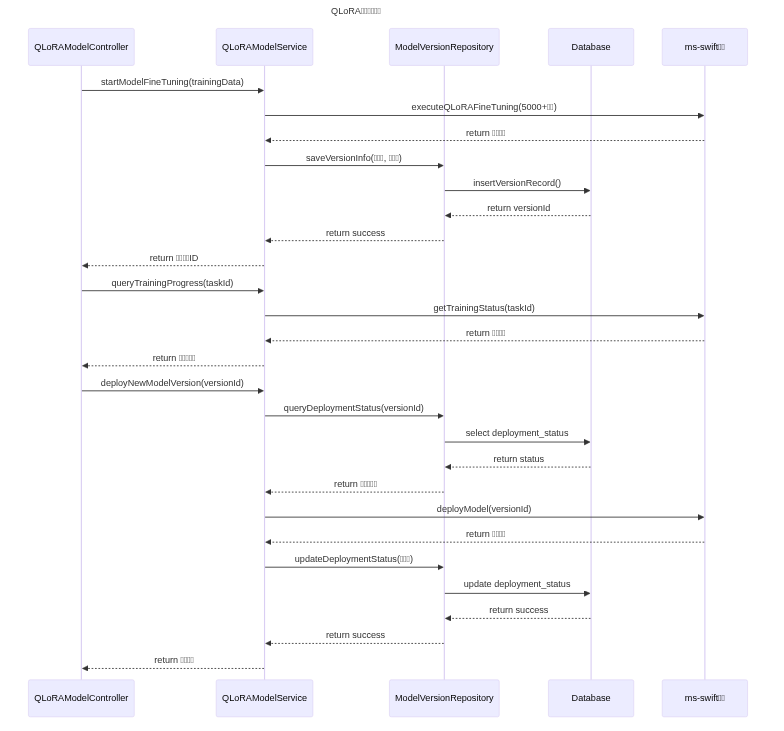 QLoRA
QLoRAModelController
QLoRAModelService
ModelVersionRepository
Database
ms-swift
startModelFineTuning(trainingData)
executeQLoRAFineTuning(5000+)
return
saveVersionInfo(, )
insertVersionRecord()
return versionId
return success
return ID
queryTrainingProgress(taskId)
getTrainingStatus(taskId)
return
return
deployNewModelVersion(versionId)
queryDeploymentStatus(versionId)
select deployment_status
return status
return
deployModel(versionId)
return
updateDeploymentStatus()
update deployment_status
return success
return success
return
QLoRAModelController
QLoRAModelService
ModelVersionRepository
Database
ms-swift